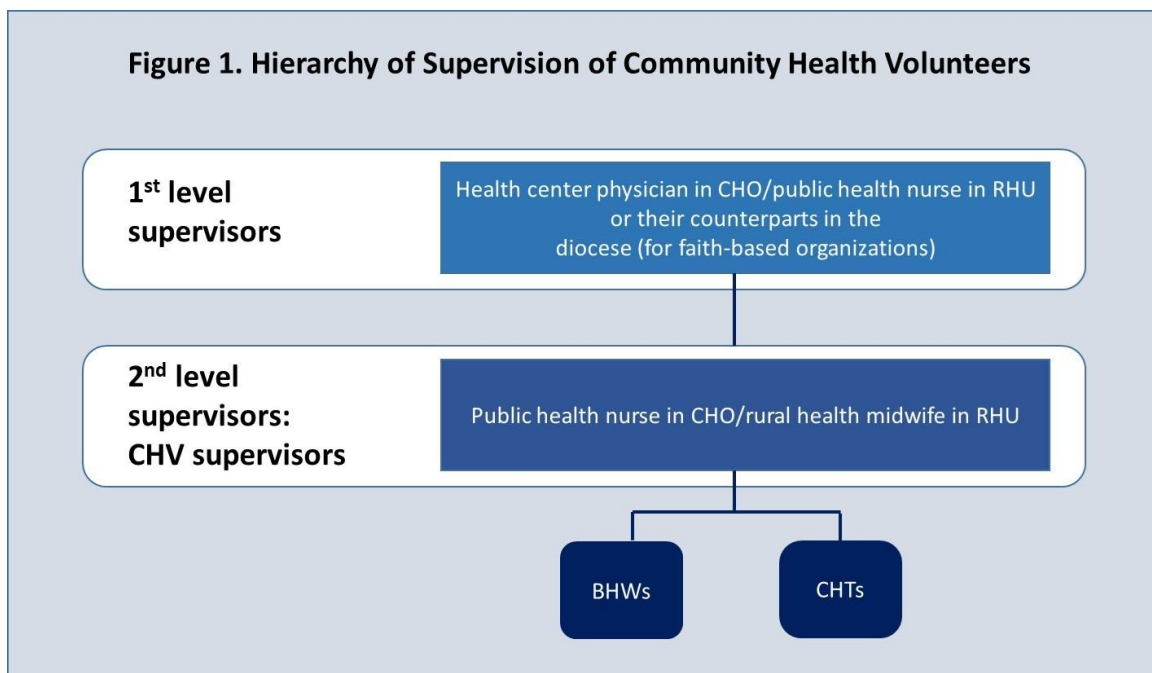 Figure 1. Hierarchy of Supervision of Community Health Volunteers
1st level
supervisors
Health center physician in CHO/public health nurse in RHU
or their counterparts in the
diocese (for faith-based organizations)
2nd level
supervisors:
CHV supervisors
Public health nurse in CHO/rural health midwife in RHU
BHWs
CHTs